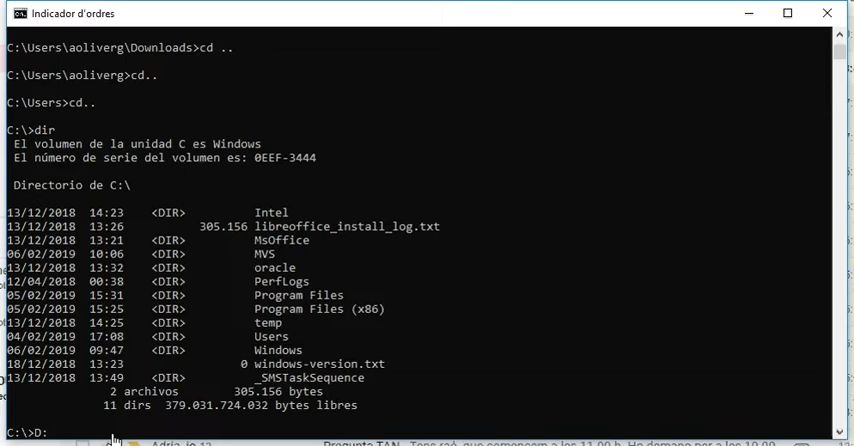 Indicador d'ordres
C:\Users\aoliverg\Downloads>cd ..
C:\Users\aoliverg>cd..
C:\Users>cd..
C:\>dir
El volumen de la unidad C es Windows
El número de serie del volumen es: 0EEF-3444
Directorio de C:\
13/12/2018 14:23 <DIR> Intel
13/12/2018 13:26 305.156 libreoffice_install_log.txt
13/12/2018 13:21 <DIR> MsOffice
06/02/2019 10:06 <DIR> MVS
13/12/2018 13:32 <DIR> oracle
12/04/2018 00:38 <DIR> PerfLogs
05/02/2019 15:31 <DIR> Program Files
05/02/2019 15:25 <DIR> Program Files (x86)
13/12/2018 14:25 <DIR> temp
04/02/2019 17:08 <DIR> Users
06/02/2019 09:47 <DIR> Windows
18/12/2018 13:23 0 windows-version.txt
13/12/2018 13:49 <DIR> _SMSTaskSequence
2 archivos 305.156 bytes
11 dirs 379.031.724.032 bytes libres
C:\>D: